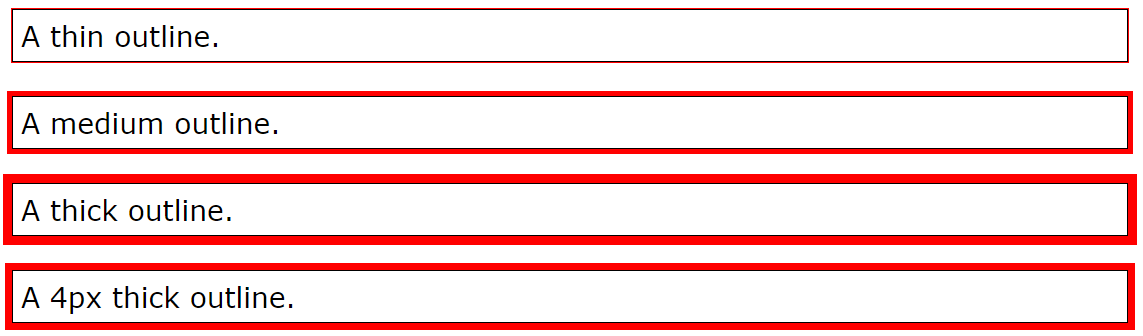 A thin outline.
A medium outline.
A thick outline.
A 4px thick outline.